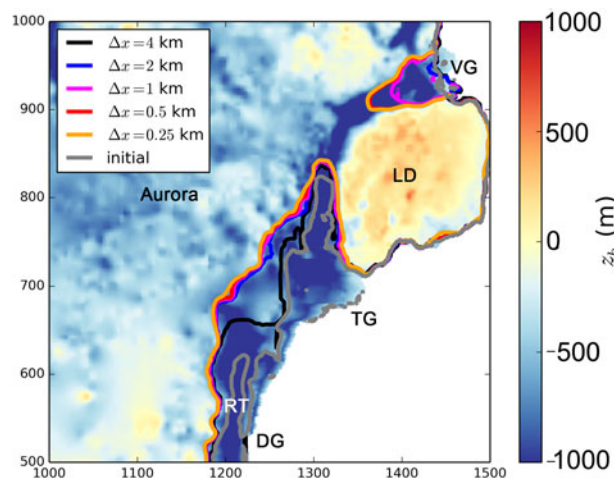 1000
900
800
700
600
500
1000
1100
1200
1300
1400
1500
Δx = 4 km
Δx = 2 km
Δx = 1 km
Δx = 0.5 km
Δx = 0.25 km
initial
VG
LD
Aurora
TG
RT
DG
1000
500
0
−500
−1000
z_b (m)